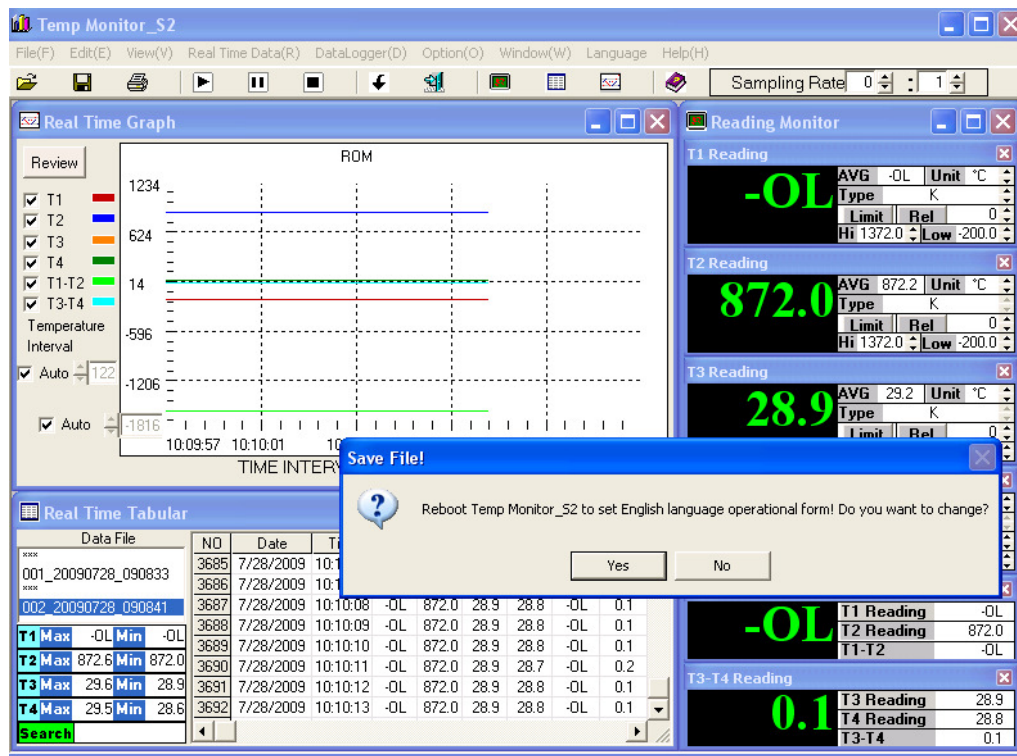 Temp Monitor_S2
File(F) Edit(E) View(V) Real Time Data(R) DataLogger(D) Option(O) Window(W) Language Help(H)
Sampling Rate 0 : 1
Real Time Graph
Review
ROM
T1
T2
T3
T4
T1-T2
T3-T4
Temperature
Interval
Auto 122
Auto -1816
1234
624
14
-596
-1206
10:09:57 10:10:01
TIME INTER
Reading Monitor
T1 Reading
-OL
AVG -OL Unit °C
Type K
Limit Rel 0
Hi 1372.0 Low -200.0
T2 Reading
872.0
AVG 872.2 Unit °C
Type K
Limit Rel 0
Hi 1372.0 Low -200.0
T3 Reading
28.9
AVG 29.2 Unit °C
Type K
Limit Rel 0
Save File!
Reboot Temp Monitor_S2 to set English language operational form! Do you want to change?
Yes No
Real Time Tabular
Data File
***
001_20090728_090833
***
002_20090728_090841
T1 Max -OL Min -OL
T2 Max 872.6 Min 872.0
T3 Max 29.6 Min 28.9
T4 Max 29.5 Min 28.6
Search
NO Date
3685 7/28/2009
3686 7/28/2009
3687 7/28/2009 10:10:08 -OL 872.0 28.9 28.8 -OL 0.1
3688 7/28/2009 10:10:09 -OL 872.0 28.9 28.8 -OL 0.1
3689 7/28/2009 10:10:10 -OL 872.0 28.9 28.8 -OL 0.1
3690 7/28/2009 10:10:11 -OL 872.0 28.9 28.7 -OL 0.2
3691 7/28/2009 10:10:12 -OL 872.0 28.9 28.8 -OL 0.1
3692 7/28/2009 10:10:13 -OL 872.0 28.9 28.8 -OL 0.1
-OL
T1 Reading -OL
T2 Reading 872.0
T1-T2 -OL
T3-T4 Reading
0.1
T3 Reading 28.9
T4 Reading 28.8
T3-T4 0.1